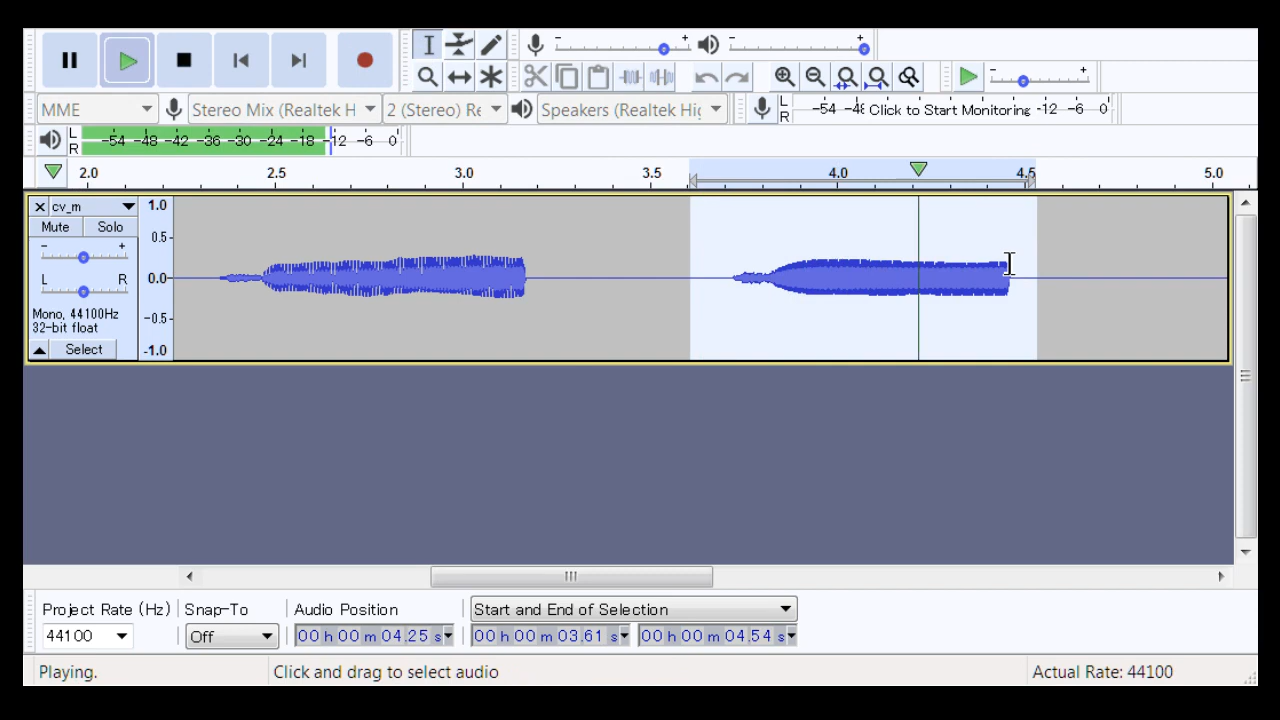 - + - +
- +
MME Stereo Mix (Realtek H 2 (Stereo) Re Speakers (Realtek Hig L R -54 -48 Click to Start Monitoring -12 -6 0
L R -54 -48 -42 -36 -30 -24 -18 -12 -6 0
2.0 2.5 3.0 3.5 4.0 4.5 5.0
cv_m
Mute Solo
- +
L R
Mono, 44100Hz
32-bit float
Select
1.0
0.5
0.0
-0.5
-1.0
Project Rate (Hz) Snap-To Audio Position Start and End of Selection
44100 Off 00 h 00 m 04.25 s 00 h 00 m 03.61 s 00 h 00 m 04.54 s
Playing. Click and drag to select audio Actual Rate: 44100